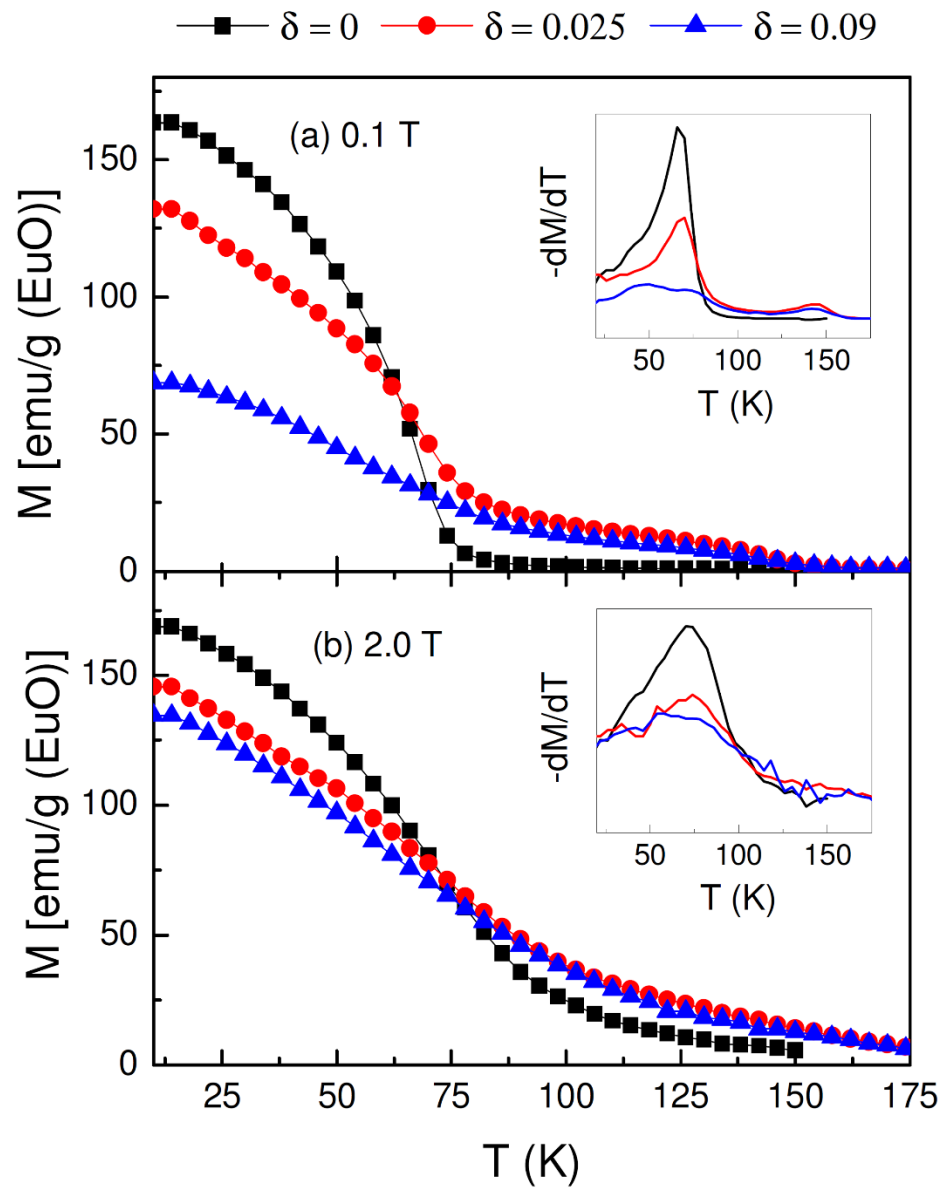 δ = 0 δ = 0.025 δ = 0.09
(a) 0.1 T
M [emu/g (EuO)]
150
100
50
0
-dM/dT
50 100 150
T (K)
(b) 2.0 T
M [emu/g (EuO)]
150
100
50
0
-dM/dT
50 100 150
T (K)
25 50 75 100 125 150 175
T (K)